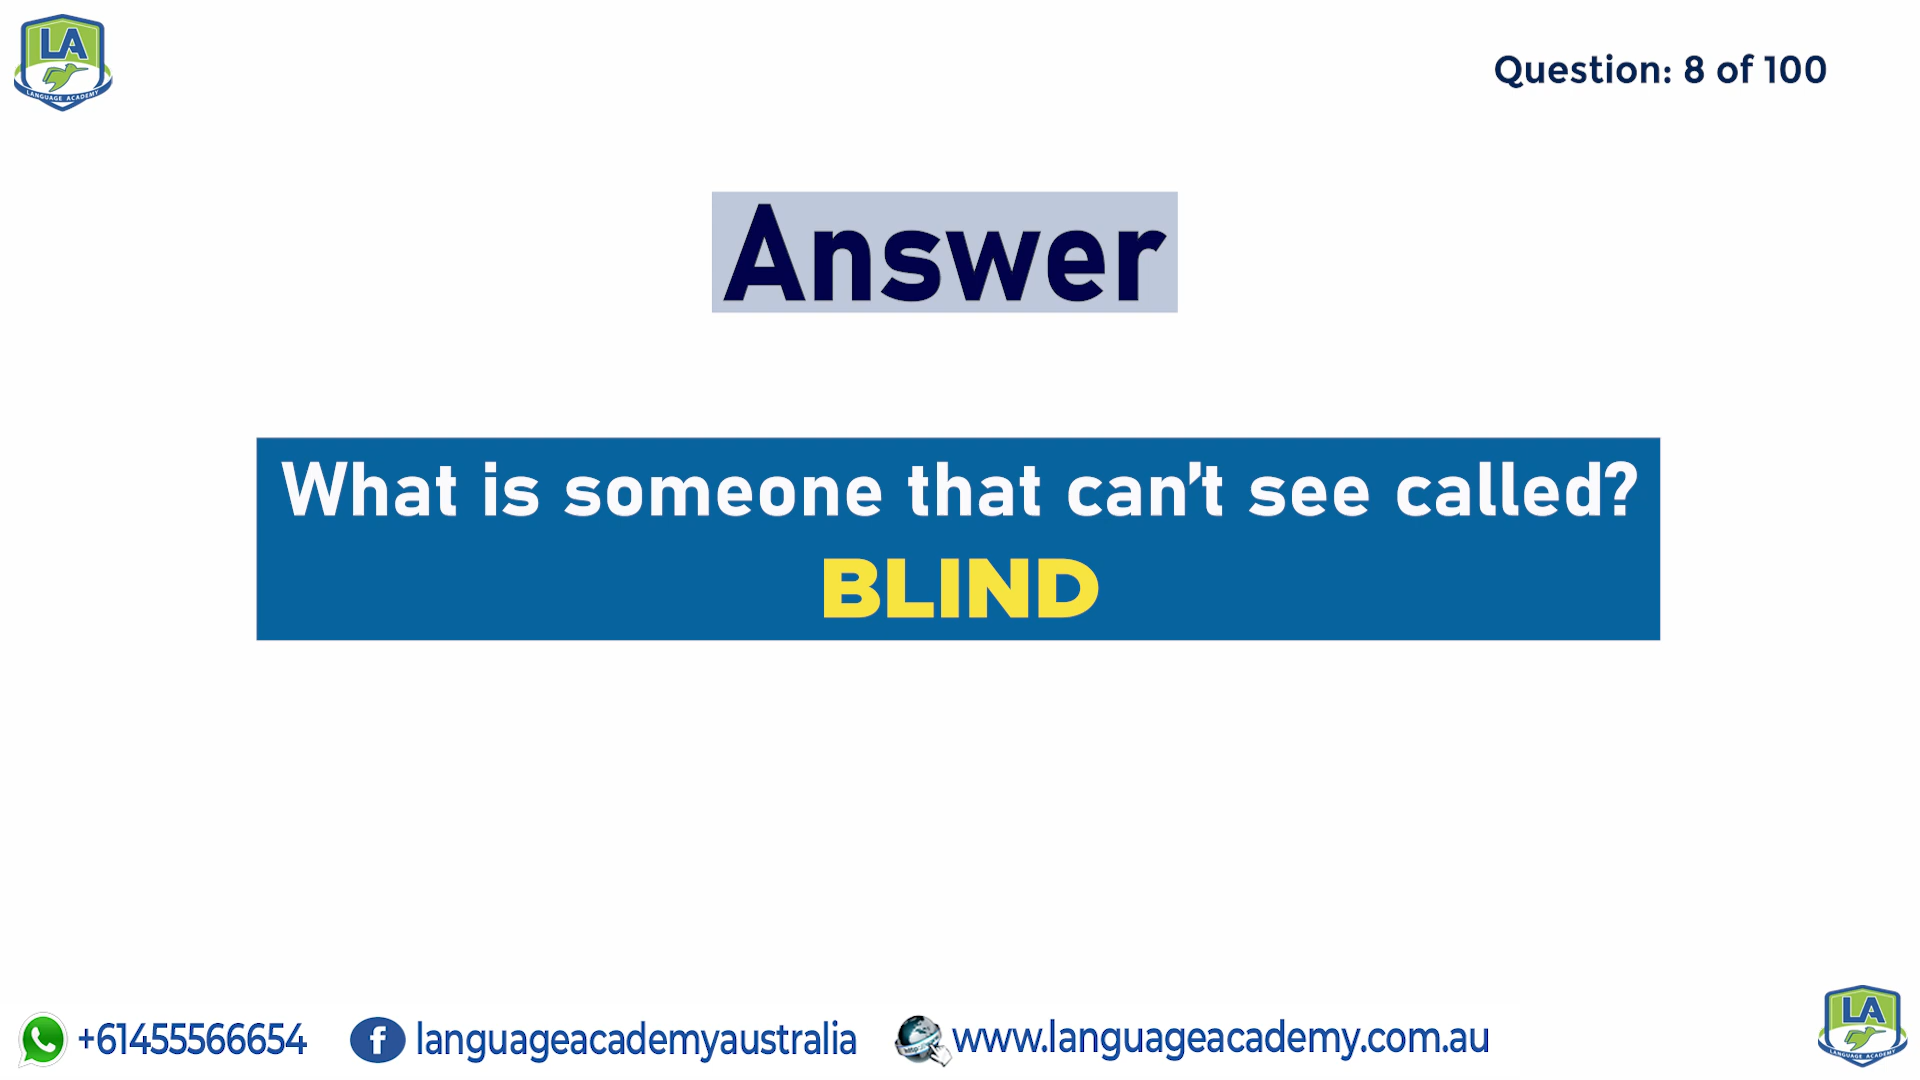 LA
LANGUAGE ACADEMY
Question: 8 of 100
Answer
What is someone that can't see called?
BLIND
+61455566654
languageacademyaustralia
www.languageacademy.com.au
LA
LANGUAGE ACADEMY